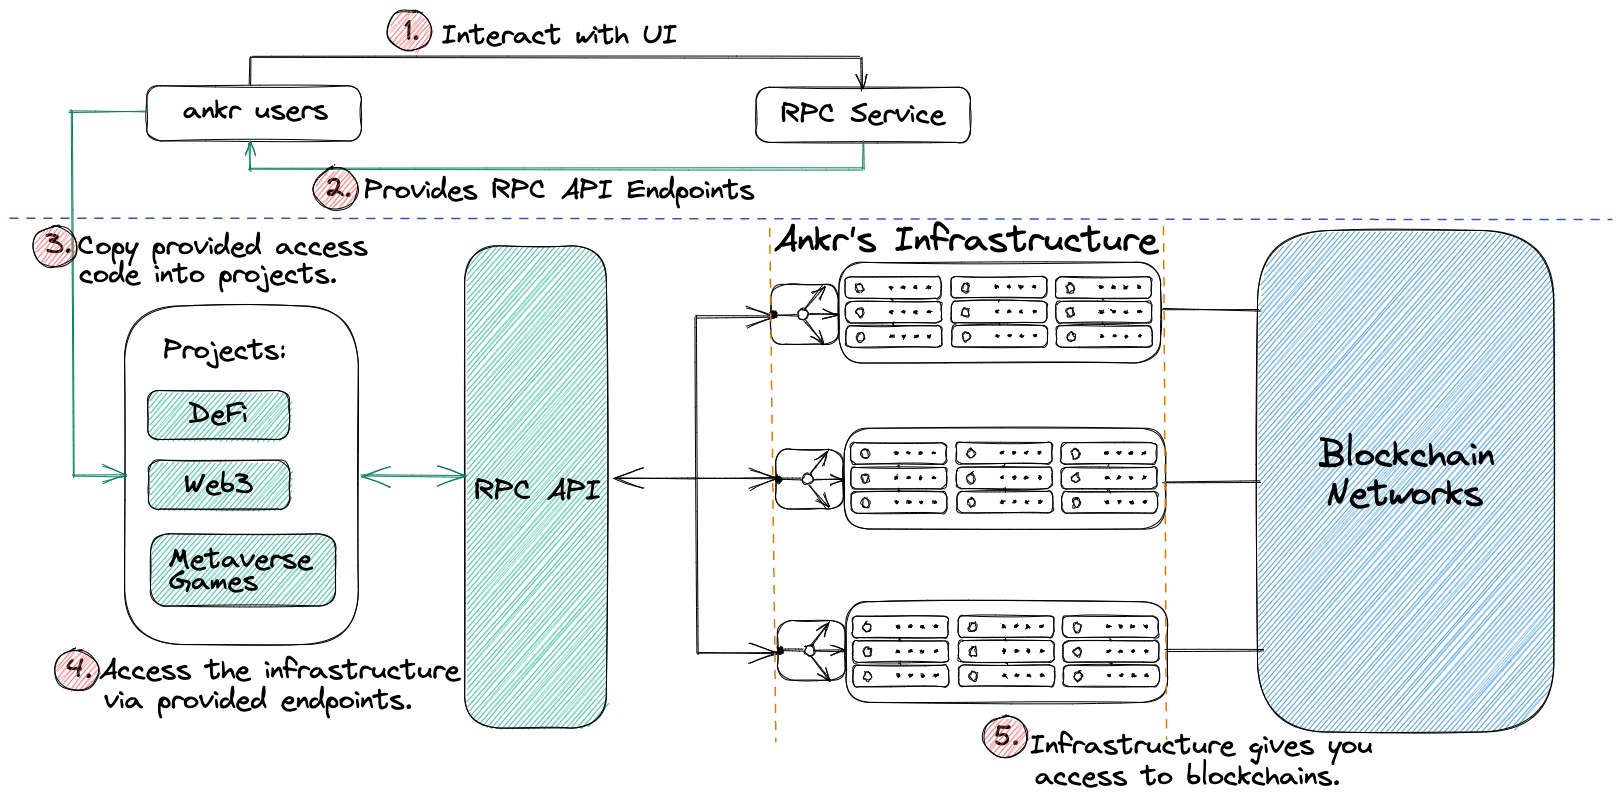 1. Interact with UI
ankr users
RPC Service
2. Provides RPC API Endpoints
3. Copy provided access
code into projects.
Ankr's Infrastructure
Projects:
DeFi
Web3
Metaverse
Games
RPC API
Blockchain
Networks
4. Access the infrastructure
via provided endpoints.
5. Infrastructure gives you
access to blockchains.